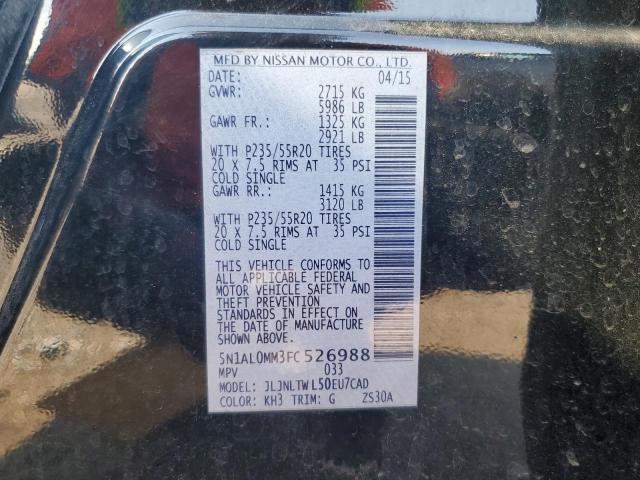 MFD BY NISSAN MOTOR CO., LTD.
DATE: 04/15
GVWR: 2715 KG
5986 LB
GAWR FR.: 1325 KG
2921 LB
WITH P235/55R20 TIRES
20 X 7.5 RIMS AT 35 PSI
COLD SINGLE
GAWR RR.: 1415 KG
3120 LB
WITH P235/55R20 TIRES
20 X 7.5 RIMS AT 35 PSI
COLD SINGLE
THIS VEHICLE CONFORMS TO
ALL APPLICABLE FEDERAL
MOTOR VEHICLE SAFETY AND
THEFT PREVENTION
STANDARDS IN EFFECT ON
THE DATE OF MANUFACTURE
SHOWN ABOVE.
5N1AL0MM3FC526988
MPV 033
MODEL: JLJNLTWL50EU7CAD
COLOR: KH3 TRIM: G ZS30A